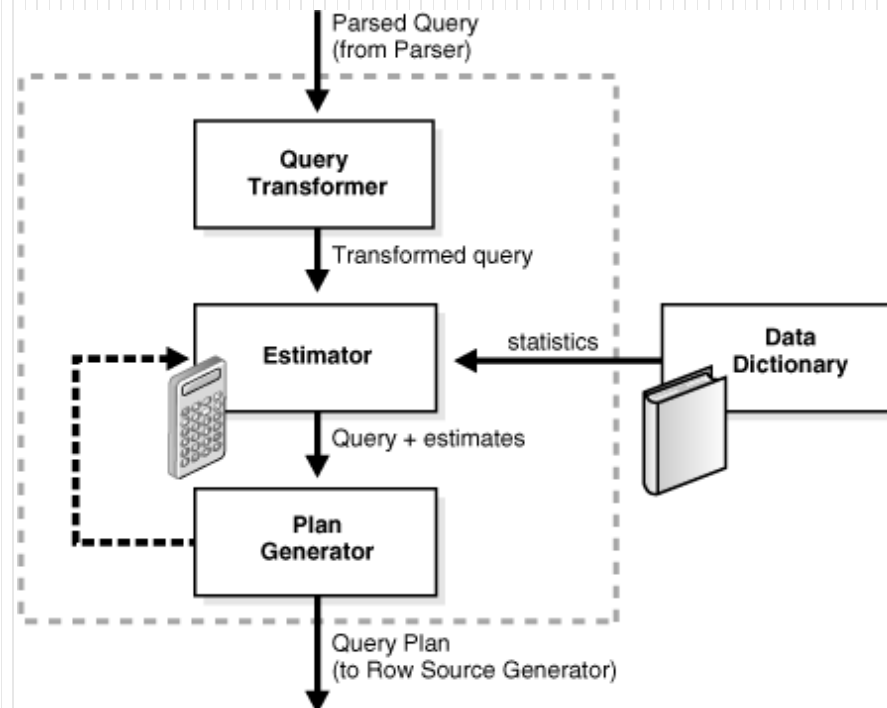 Parsed Query
(from Parser)
Query
Transformer
Transformed query
Estimator
statistics
Data
Dictionary
Query + estimates
Plan
Generator
Query Plan
(to Row Source Generator)